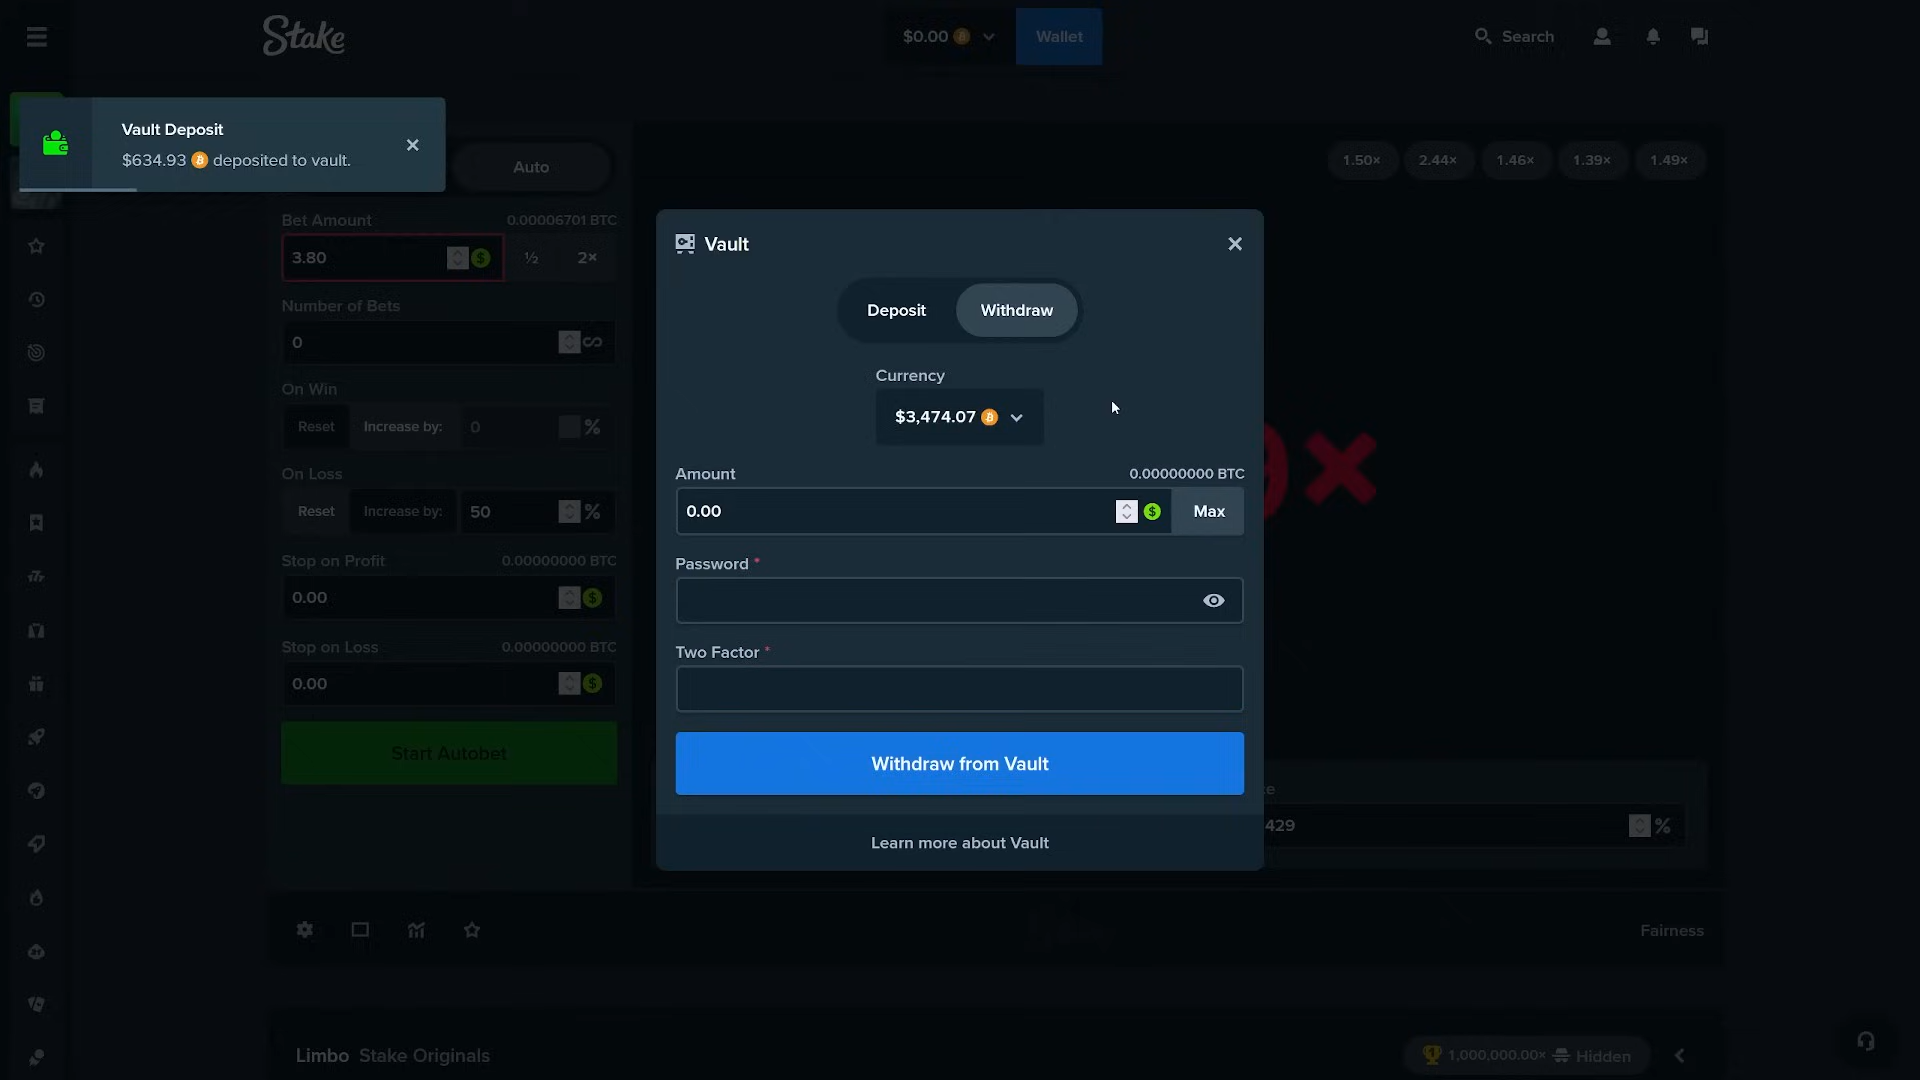 Stake
$0.00
Wallet
Search
Vault Deposit
$634.93 deposited to vault.
Auto
1.50×
2.44×
1.46×
1.39×
1.49×
Bet Amount
0.00006701 BTC
3.80
½
2×
Number of Bets
0
On Win
Reset
Increase by:
0
%
On Loss
Reset
Increase by:
50
%
Stop on Profit
0.00000000 BTC
0.00
Stop on Loss
0.00000000 BTC
0.00
Start Autobet
Vault
Deposit
Withdraw
Currency
$3,474.07
Amount
0.00000000 BTC
0.00
Max
Password *
Two Factor *
Withdraw from Vault
Learn more about Vault
9×
429
%
Fairness
Limbo Stake Originals
1,000,000.00× Hidden